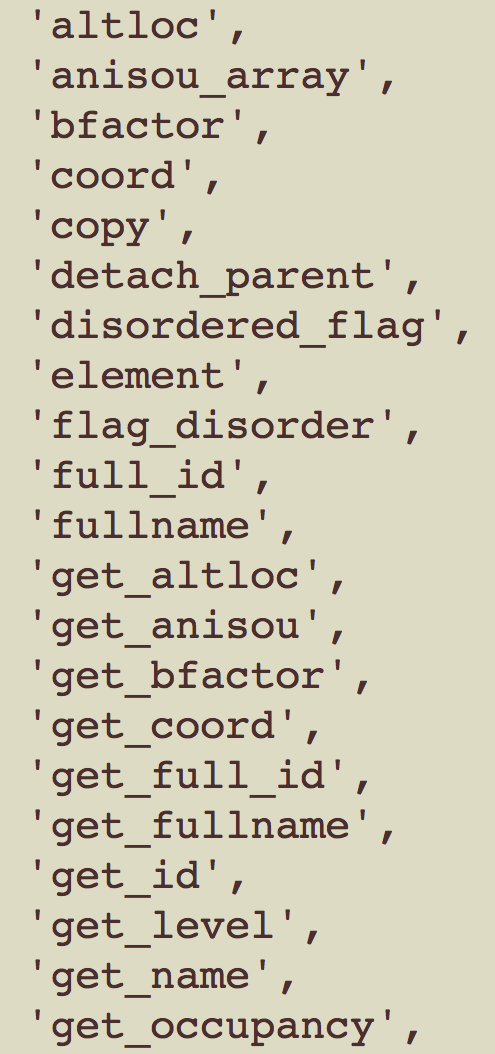 'altloc',
'anisou_array',
'bfactor',
'coord',
'copy',
'detach_parent',
'disordered_flag',
'element',
'flag_disorder',
'full_id',
'fullname',
'get_altloc',
'get_anisou',
'get_bfactor',
'get_coord',
'get_full_id',
'get_fullname',
'get_id',
'get_level',
'get_name',
'get_occupancy',